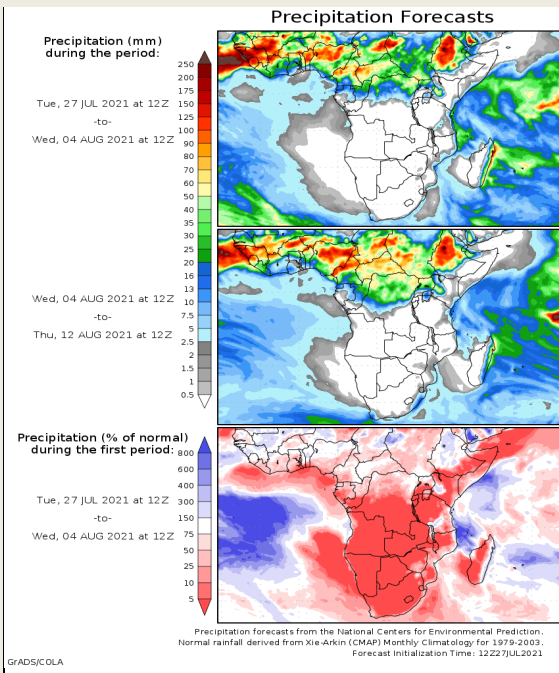 Precipitation Forecasts
Precipitation (mm)
during the period:
Tue, 27 JUL 2021 at 12Z
-to-
Wed, 04 AUG 2021 at 12Z
250
200
175
150
125
100
90
80
70
60
50
40
35
30
25
20
16
13
10
7.5
5
2.5
2
1.5
1
0.5
Wed, 04 AUG 2021 at 12Z
-to-
Thu, 12 AUG 2021 at 12Z
Precipitation (% of normal)
during the first period:
Tue, 27 JUL 2021 at 12Z
-to-
Wed, 04 AUG 2021 at 12Z
800
600
400
300
150
75
50
25
10
5
Precipitation forecasts from the National Centers for Environmental Prediction.
Normal rainfall derived from Xie-Arkin (CMAP) Monthly Climatology for 1979-2003.
Forecast Initialization Time: 12Z27JUL2021
GrADS/COLA